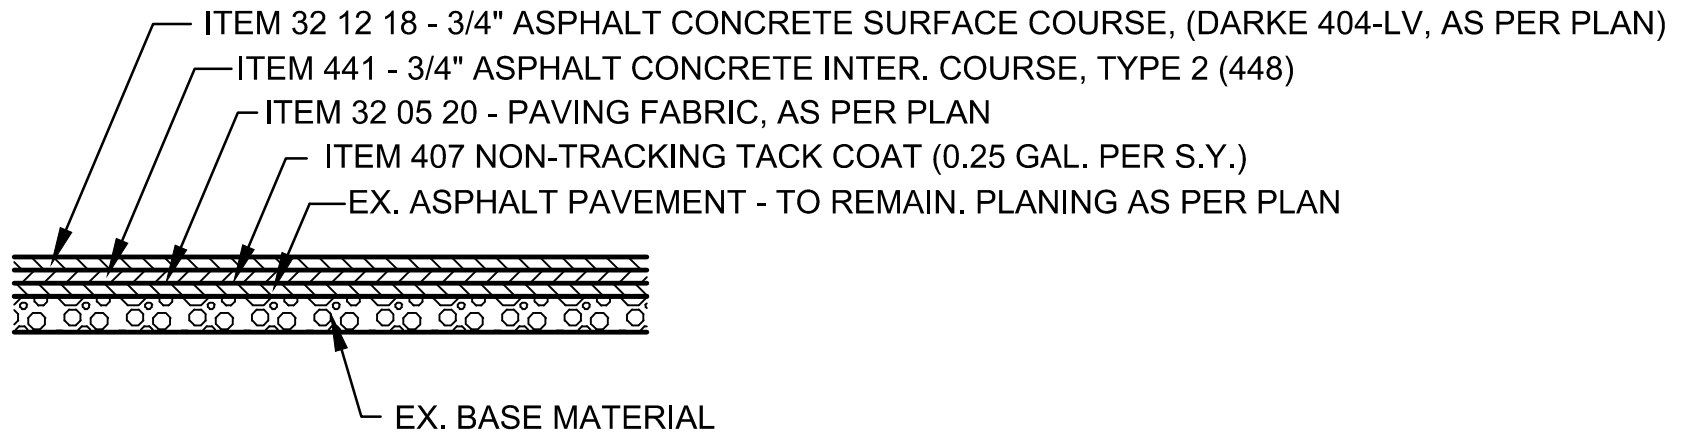 ITEM 32 12 18 - 3/4" ASPHALT CONCRETE SURFACE COURSE, (DARKE 404-LV, AS PER PLAN)
ITEM 441 - 3/4" ASPHALT CONCRETE INTER. COURSE, TYPE 2 (448)
ITEM 32 05 20 - PAVING FABRIC, AS PER PLAN
ITEM 407 NON-TRACKING TACK COAT (0.25 GAL. PER S.Y.)
EX. ASPHALT PAVEMENT - TO REMAIN. PLANING AS PER PLAN
EX. BASE MATERIAL